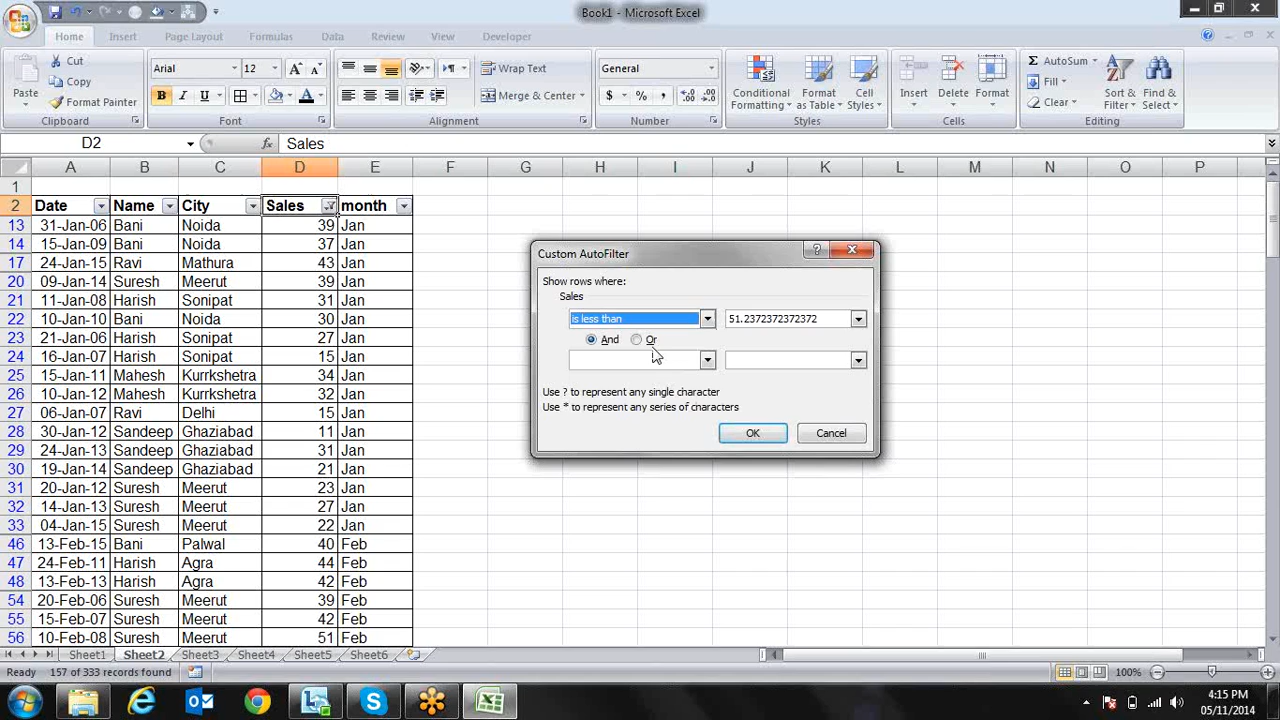 Book1 - Microsoft Excel
Home Insert Page Layout Formulas Data Review View Developer
Paste Cut Copy Format Painter Clipboard
Arial 12 B I U A Font
Wrap Text Merge & Center Alignment
General $ % , Number
Conditional Formatting Format as Table Cell Styles Styles
Insert Delete Format Cells
Σ AutoSum Fill Clear Sort & Filter Find & Select Editing
D2 fx Sales
A B C D E F G H I J K L M N O P
1
2 Date Name City Sales month
13 31-Jan-06 Bani Noida 39 Jan
14 15-Jan-09 Bani Noida 37 Jan
17 24-Jan-15 Ravi Mathura 43 Jan
20 09-Jan-14 Suresh Meerut 39 Jan
21 11-Jan-08 Harish Sonipat 31 Jan
22 10-Jan-12 Harish Sonipat 30 Jan
23 21-Jan-06 Harish Sonipat 27 Jan
24 16-Jan-07 Harish Sonipat 15 Jan
25 15-Jan-11 Mahesh Kurrkshetra 34 Jan
26 10-Jan-12 Mahesh Kurrkshetra 32 Jan
27 06-Jan-07 Ravi Delhi 15 Jan
28 30-Jan-12 Sandeep Ghaziabad 11 Jan
29 24-Jan-13 Sandeep Ghaziabad 31 Jan
30 19-Jan-14 Sandeep Ghaziabad 21 Jan
31 20-Jan-12 Suresh Meerut 23 Jan
32 14-Jan-13 Suresh Meerut 27 Jan
33 04-Jan-15 Suresh Meerut 22 Jan
46 13-Feb-15 Bani Palwal 40 Feb
47 24-Feb-11 Harish Agra 44 Feb
48 13-Feb-13 Harish Agra 42 Feb
54 20-Feb-06 Suresh Meerut 39 Feb
55 15-Feb-07 Suresh Meerut 42 Feb
56 10-Feb-08 Suresh Meerut 51 Feb
Custom AutoFilter
Show rows where:
Sales
is less than 51.2372372372372
And Or
Use ? to represent any single character
Use * to represent any series of characters
OK Cancel
Sheet1 Sheet2 Sheet3 Sheet4 Sheet5 Sheet6
Ready 157 of 333 records found 100%
4:15 PM
05/11/2014